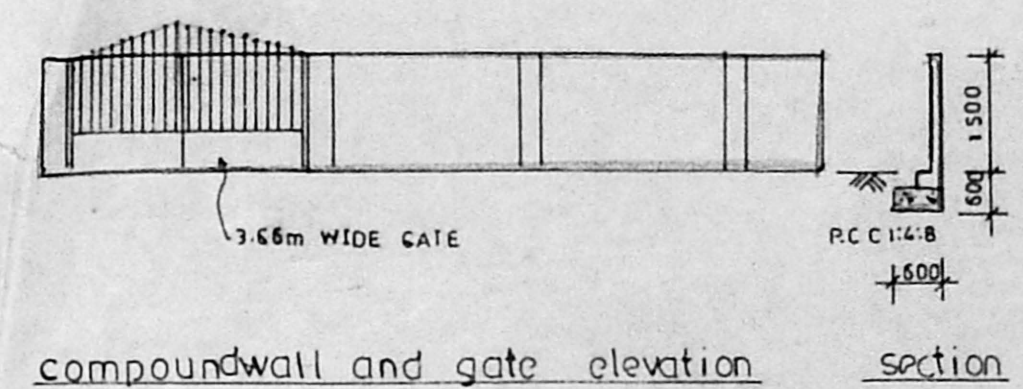 1500
600
3.66m WIDE GATE
P.C C 1:4:8
600
compoundwall and gate elevation
section